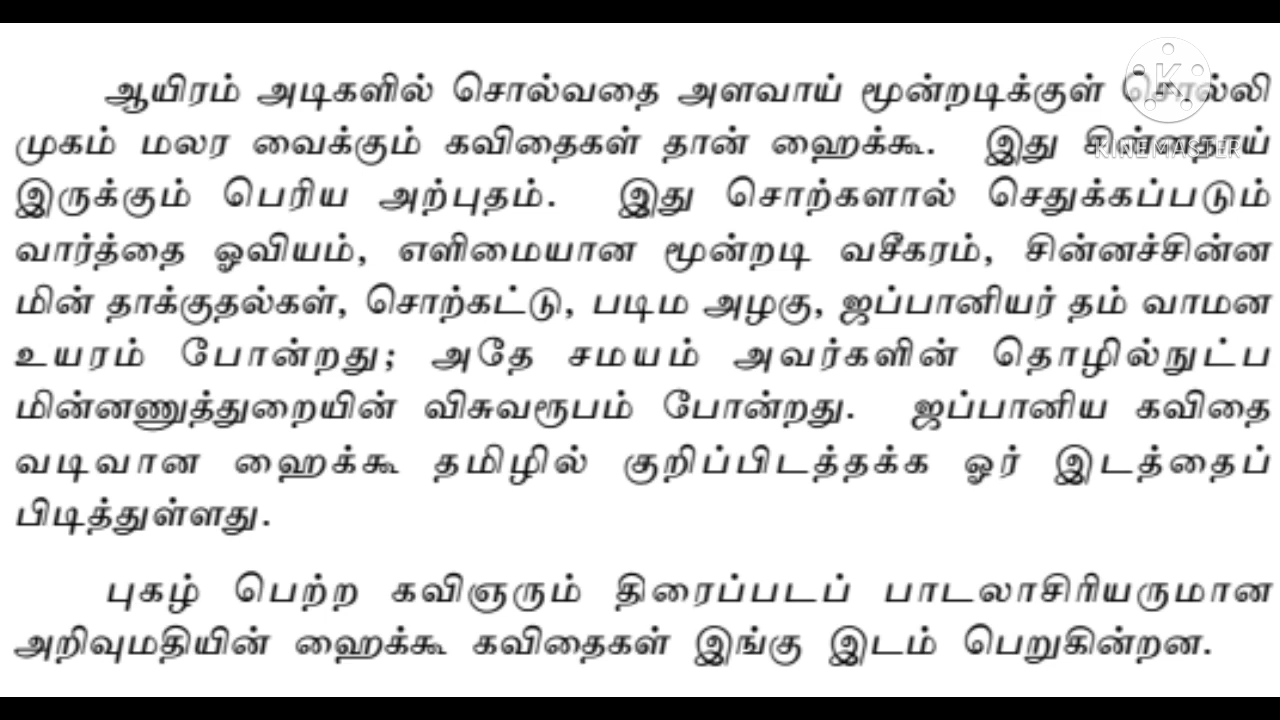 ஆயிரம் அடிகளில் சொல்வதை அளவாய் மூன்றடிக்குள் சொல்லி
முகம் மலர வைக்கும் கவிதைகள் தான் ஹைக்கூ. இது சின்னதாய்
இருக்கும் பெரிய அற்புதம். இது சொற்களால் செதுக்கப்படும்
வார்த்தை ஓவியம், எளிமையான மூன்றடி வசீகரம், சின்னச்சின்ன
மின் தாக்குதல்கள், சொற்கட்டு, படிம அழகு, ஜப்பானியர் தம் வாமன
உயரம் போன்றது; அதே சமயம் அவர்களின் தொழில்நுட்ப
மின்னணுத்துறையின் விசுவரூபம் போன்றது. ஜப்பானிய கவிதை
வடிவான ஹைக்கூ தமிழில் குறிப்பிடத்தக்க ஓர் இடத்தைப்
பிடித்துள்ளது.
புகழ் பெற்ற கவிஞரும் திரைப்படப் பாடலாசிரியருமான
அறிவுமதியின் ஹைக்கூ கவிதைகள் இங்கு இடம் பெறுகின்றன.
K
KINEMASTER